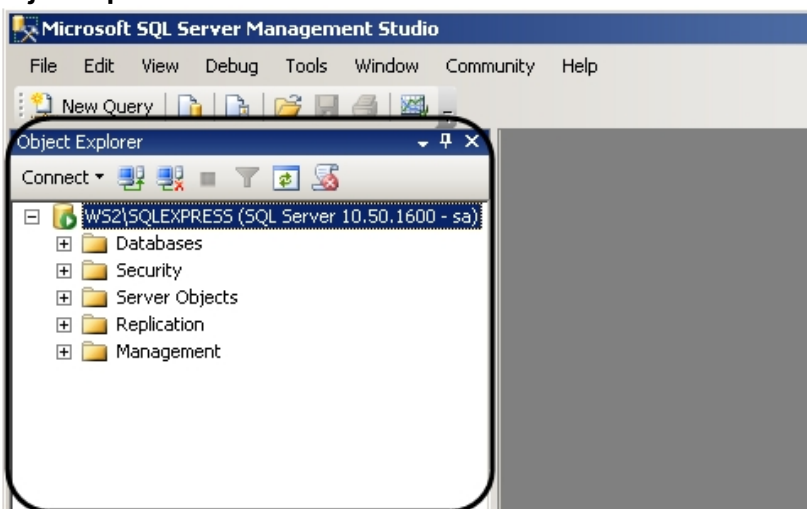 Microsoft SQL Server Management Studio
File Edit View Debug Tools Window Community Help
New Query
Object Explorer
Connect
WS2\SQLEXPRESS (SQL Server 10.50.1600 - sa)
Databases
Security
Server Objects
Replication
Management